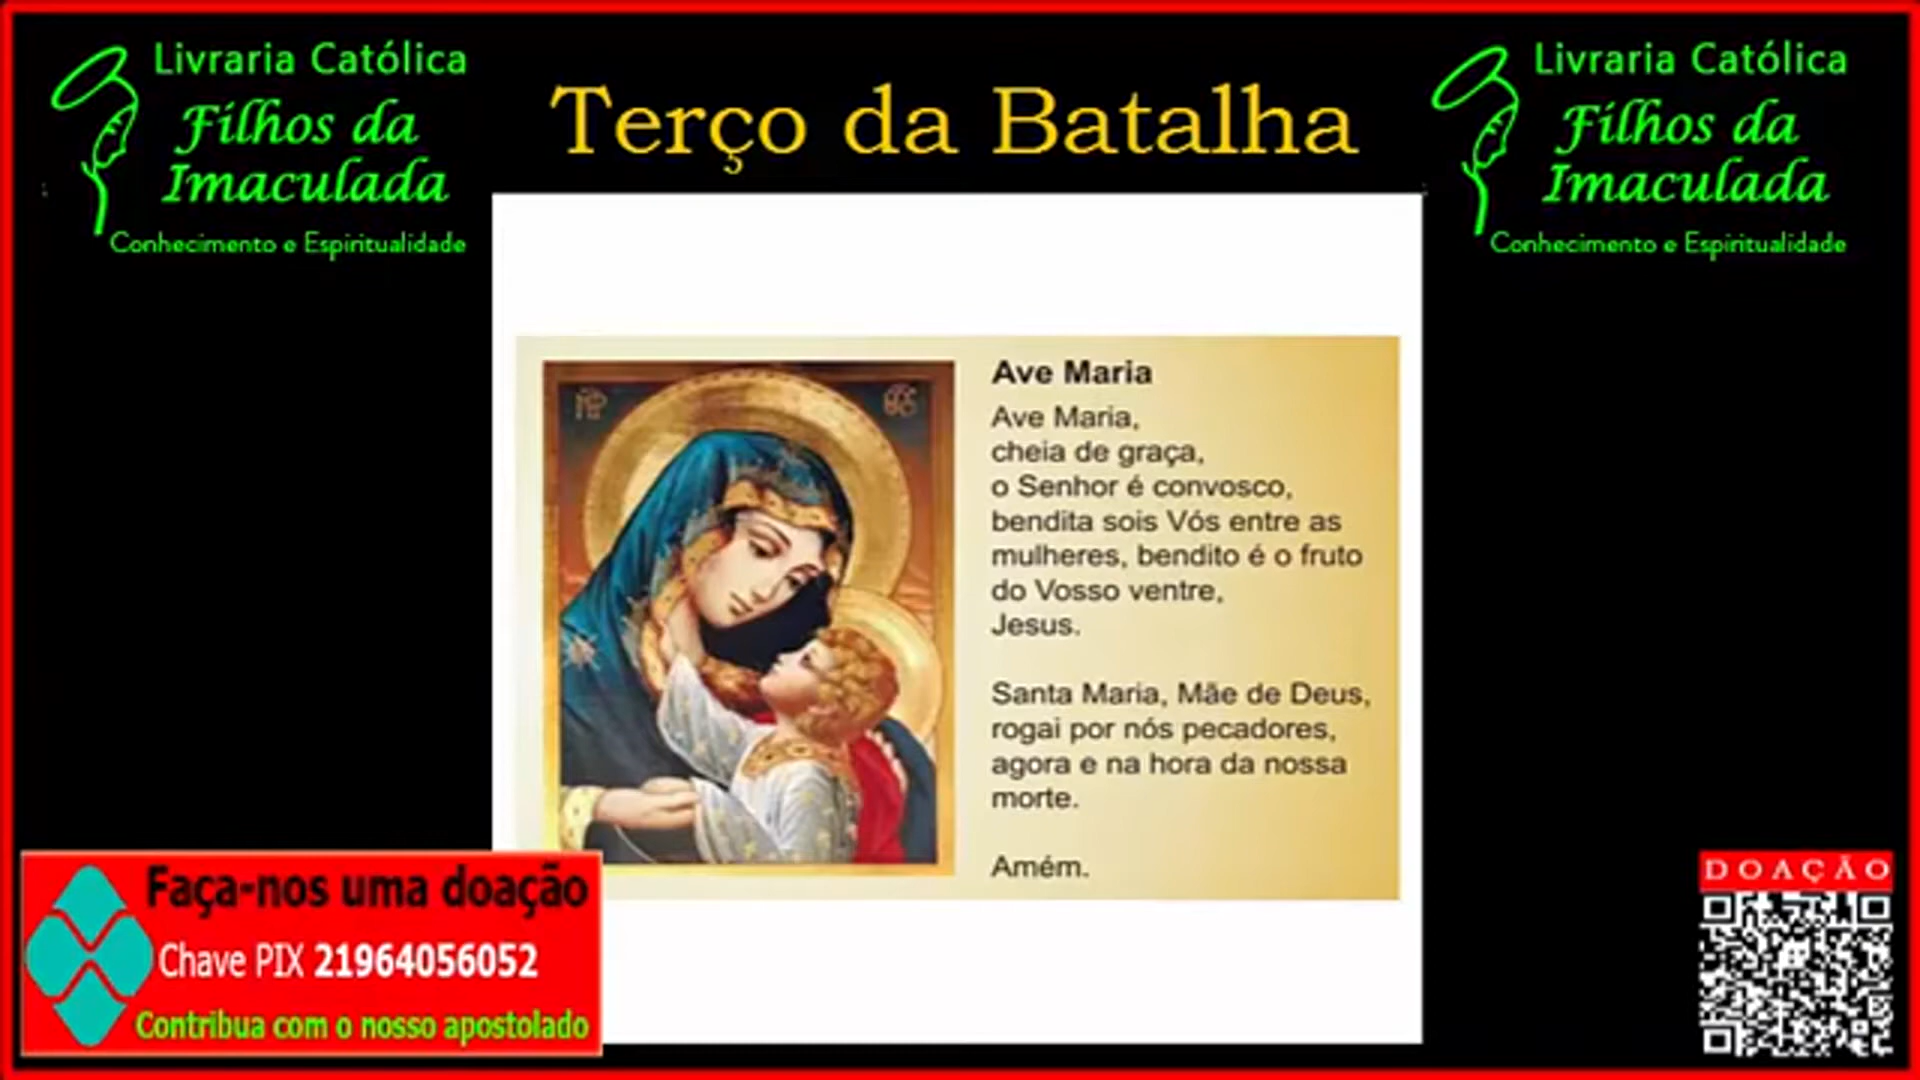 Livraria Católica
Filhos da
Imaculada
Conhecimento e Espiritualidade
Terço da Batalha
Livraria Católica
Filhos da
Imaculada
Conhecimento e Espiritualidade
Ave Maria
Ave Maria,
cheia de graça,
o Senhor é convosco,
bendita sois Vós entre as
mulheres, bendito é o fruto
do Vosso ventre,
Jesus.
Santa Maria, Mãe de Deus,
rogai por nós pecadores,
agora e na hora da nossa
morte.
Amém.
Faça-nos uma doação
Chave PIX 21964056052
Contribua com o nosso apostolado
DOAÇÃO